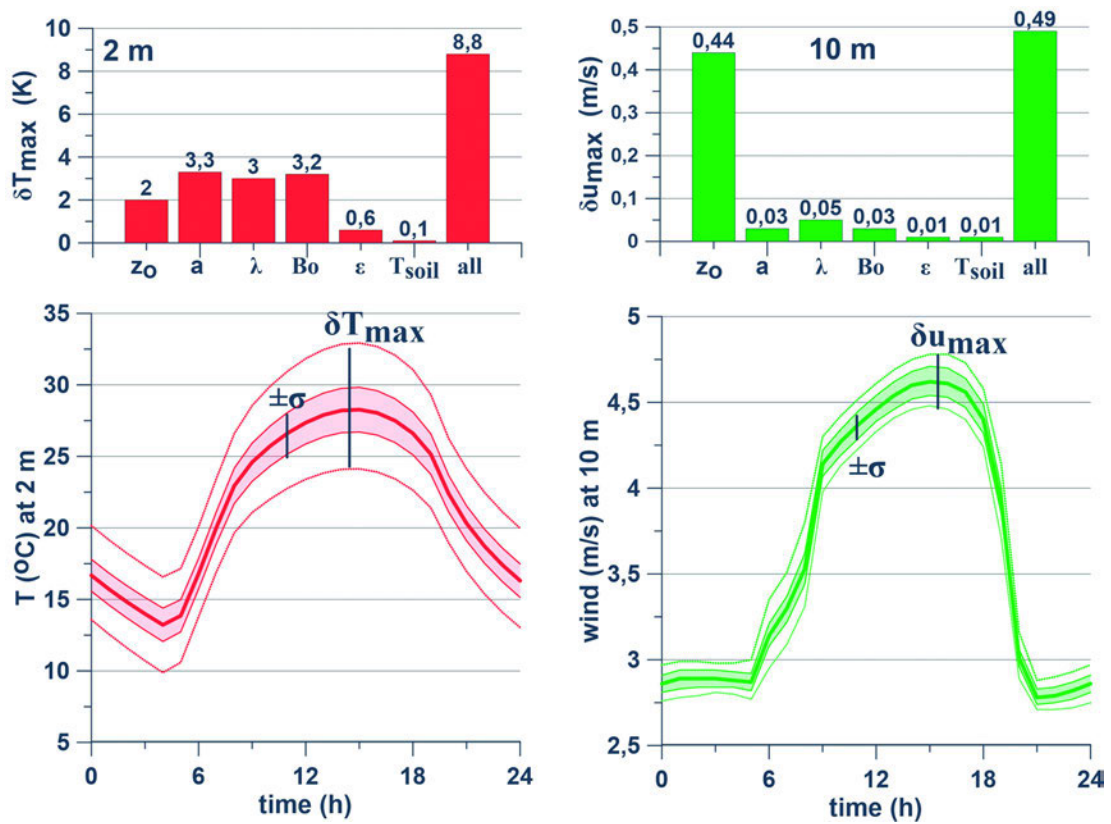 2 m
δTmax (K)
10
8
6
4
2
0
2
3,3
3
3,2
0,6
0,1
8,8
zo
a
λ
Bo
ε
Tsoil
all
10 m
δumax (m/s)
0,5
0,4
0,3
0,2
0,1
0
0,44
0,03
0,05
0,03
0,01
0,01
0,49
zo
a
λ
Bo
ε
Tsoil
all
T (ºC) at 2 m
35
30
25
20
15
10
5
δTmax
±σ
0
6
12
18
24
time (h)
wind (m/s) at 10 m
5
4,5
4
3,5
3
2,5
δumax
±σ
0
6
12
18
24
time (h)